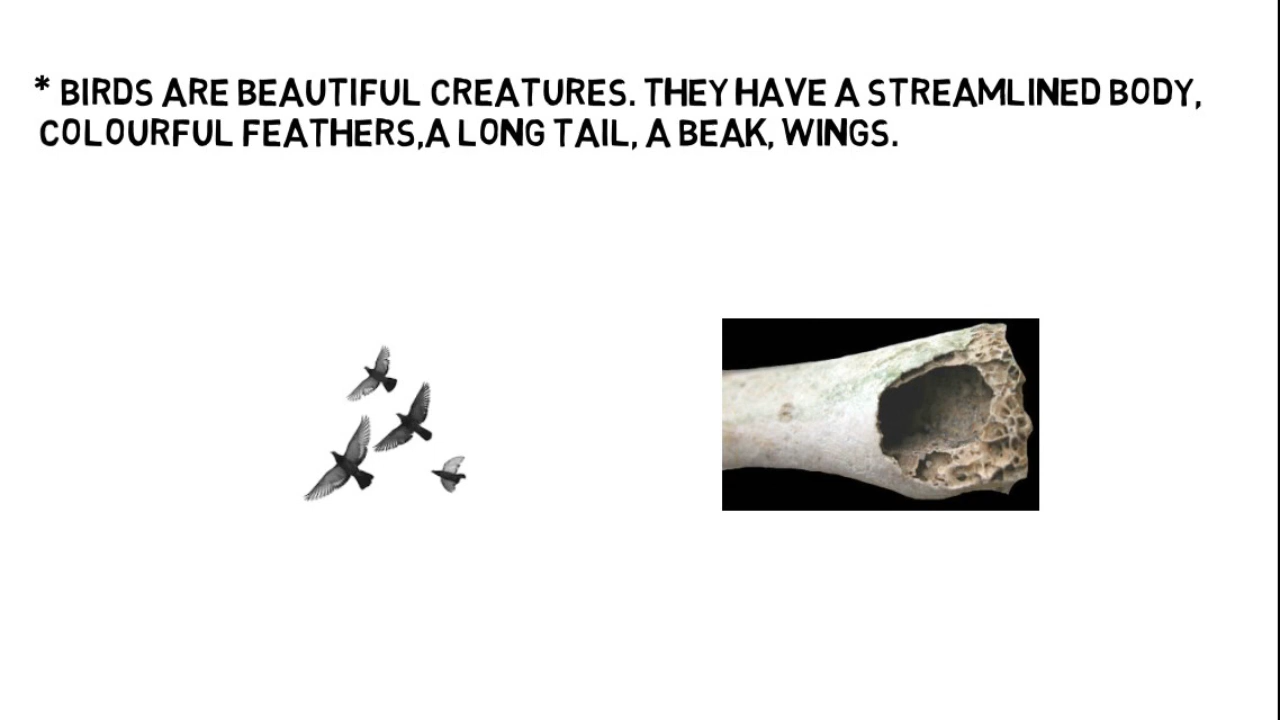 * BIRDS ARE BEAUTIFUL CREATURES. THEY HAVE A STREAMLINED BODY,
COLOURFUL FEATHERS,A LONG TAIL, A BEAK, WINGS.